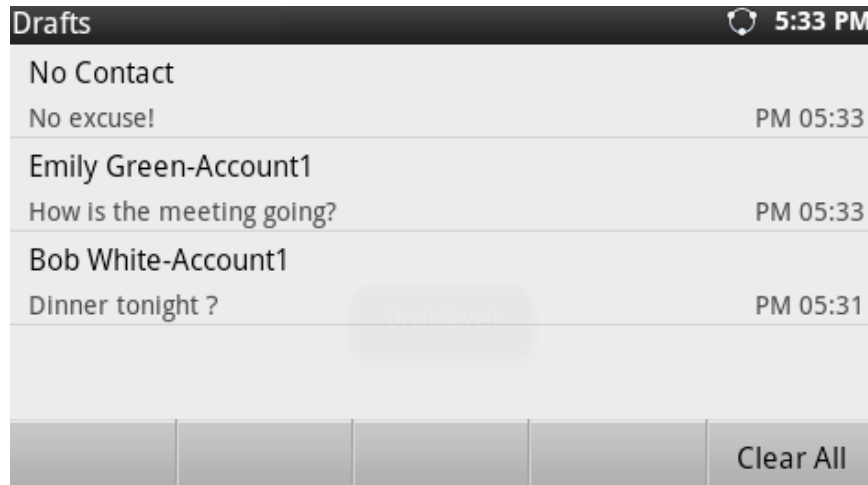 Drafts 5:33 PM
No Contact
No excuse! PM 05:33
Emily Green-Account1
How is the meeting going? PM 05:33
Bob White-Account1
Dinner tonight ? PM 05:31
Clear All